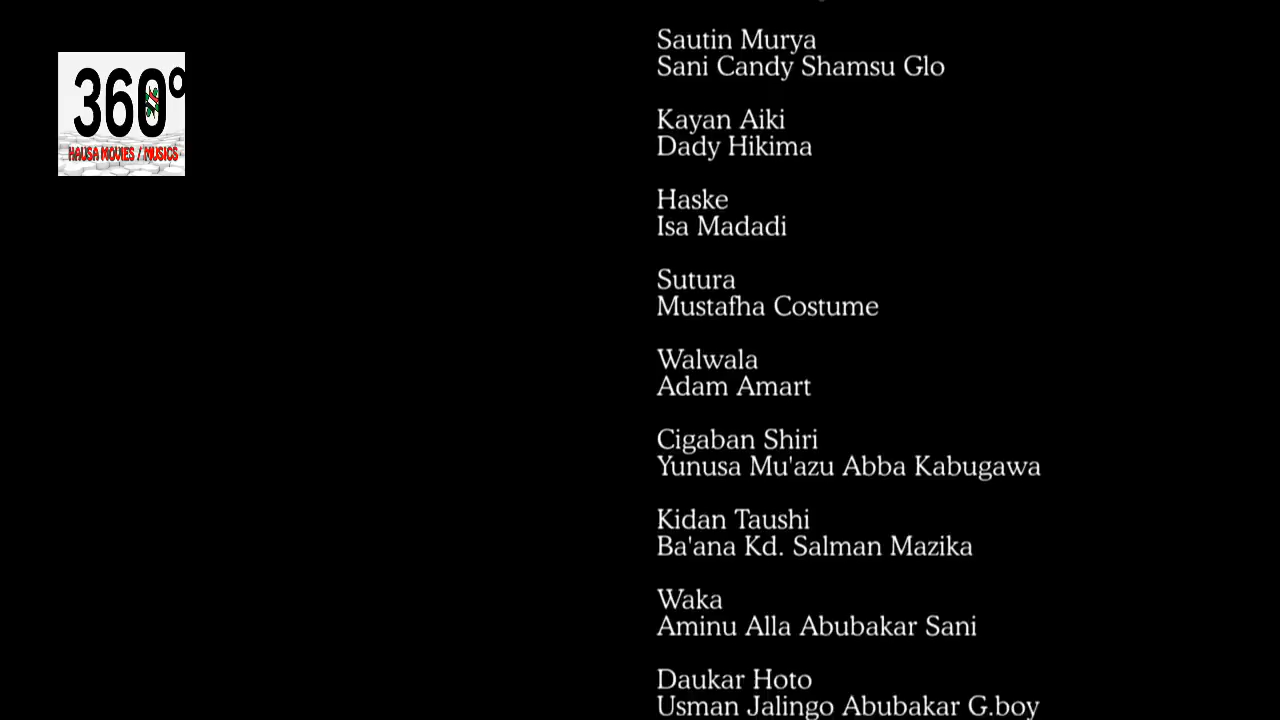 360°
HAUSA MOVIES / MUSICS
Sautin Murya
Sani Candy Shamsu Glo
Kayan Aiki
Dady Hikima
Haske
Isa Madadi
Sutura
Mustafha Costume
Walwala
Adam Amart
Cigaban Shiri
Yunusa Mu'azu Abba Kabugawa
Kidan Taushi
Ba'ana Kd. Salman Mazika
Waka
Aminu Alla Abubakar Sani
Daukar Hoto
Usman Jalingo Abubakar G.boy